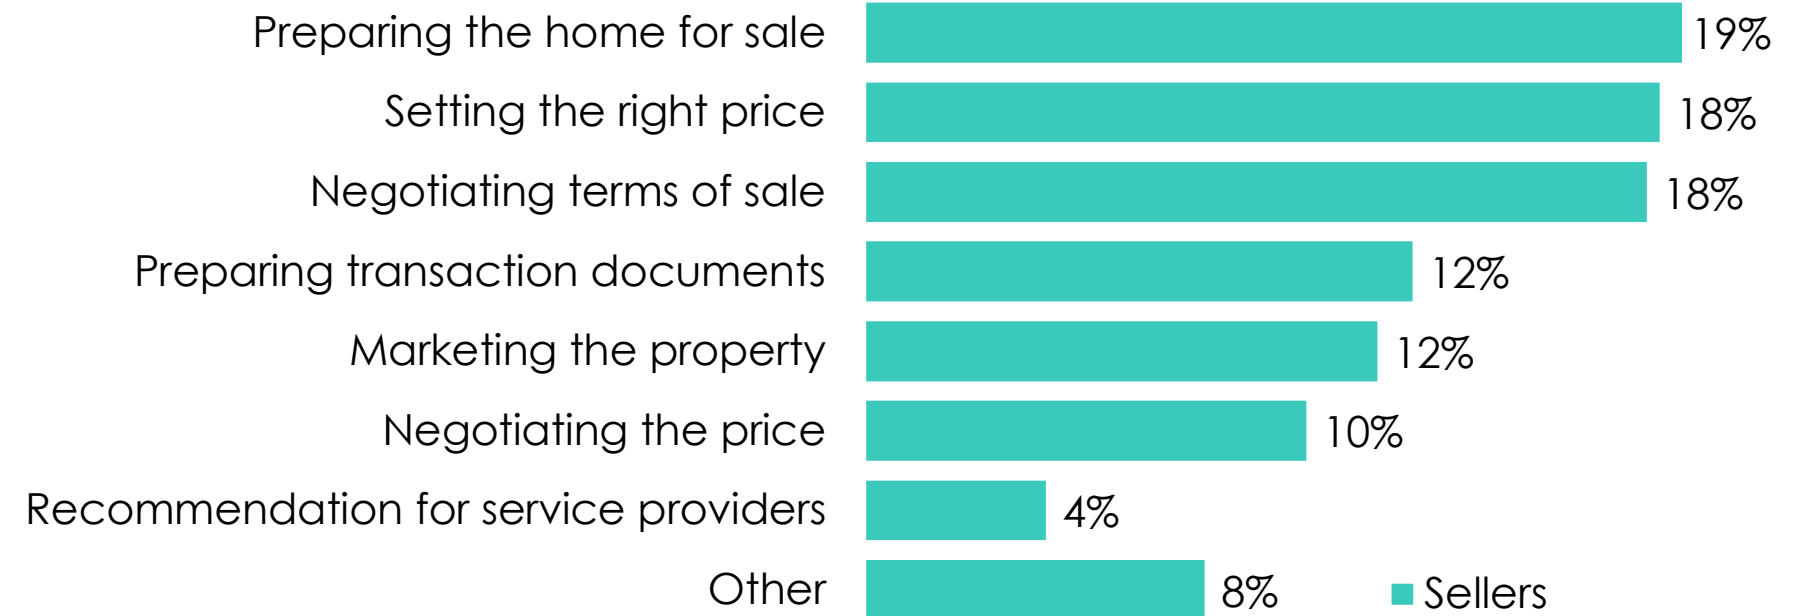 Preparing the home for sale 19%
Setting the right price 18%
Negotiating terms of sale 18%
Preparing transaction documents 12%
Marketing the property 12%
Negotiating the price 10%
Recommendation for service providers 4%
Other 8% Sellers